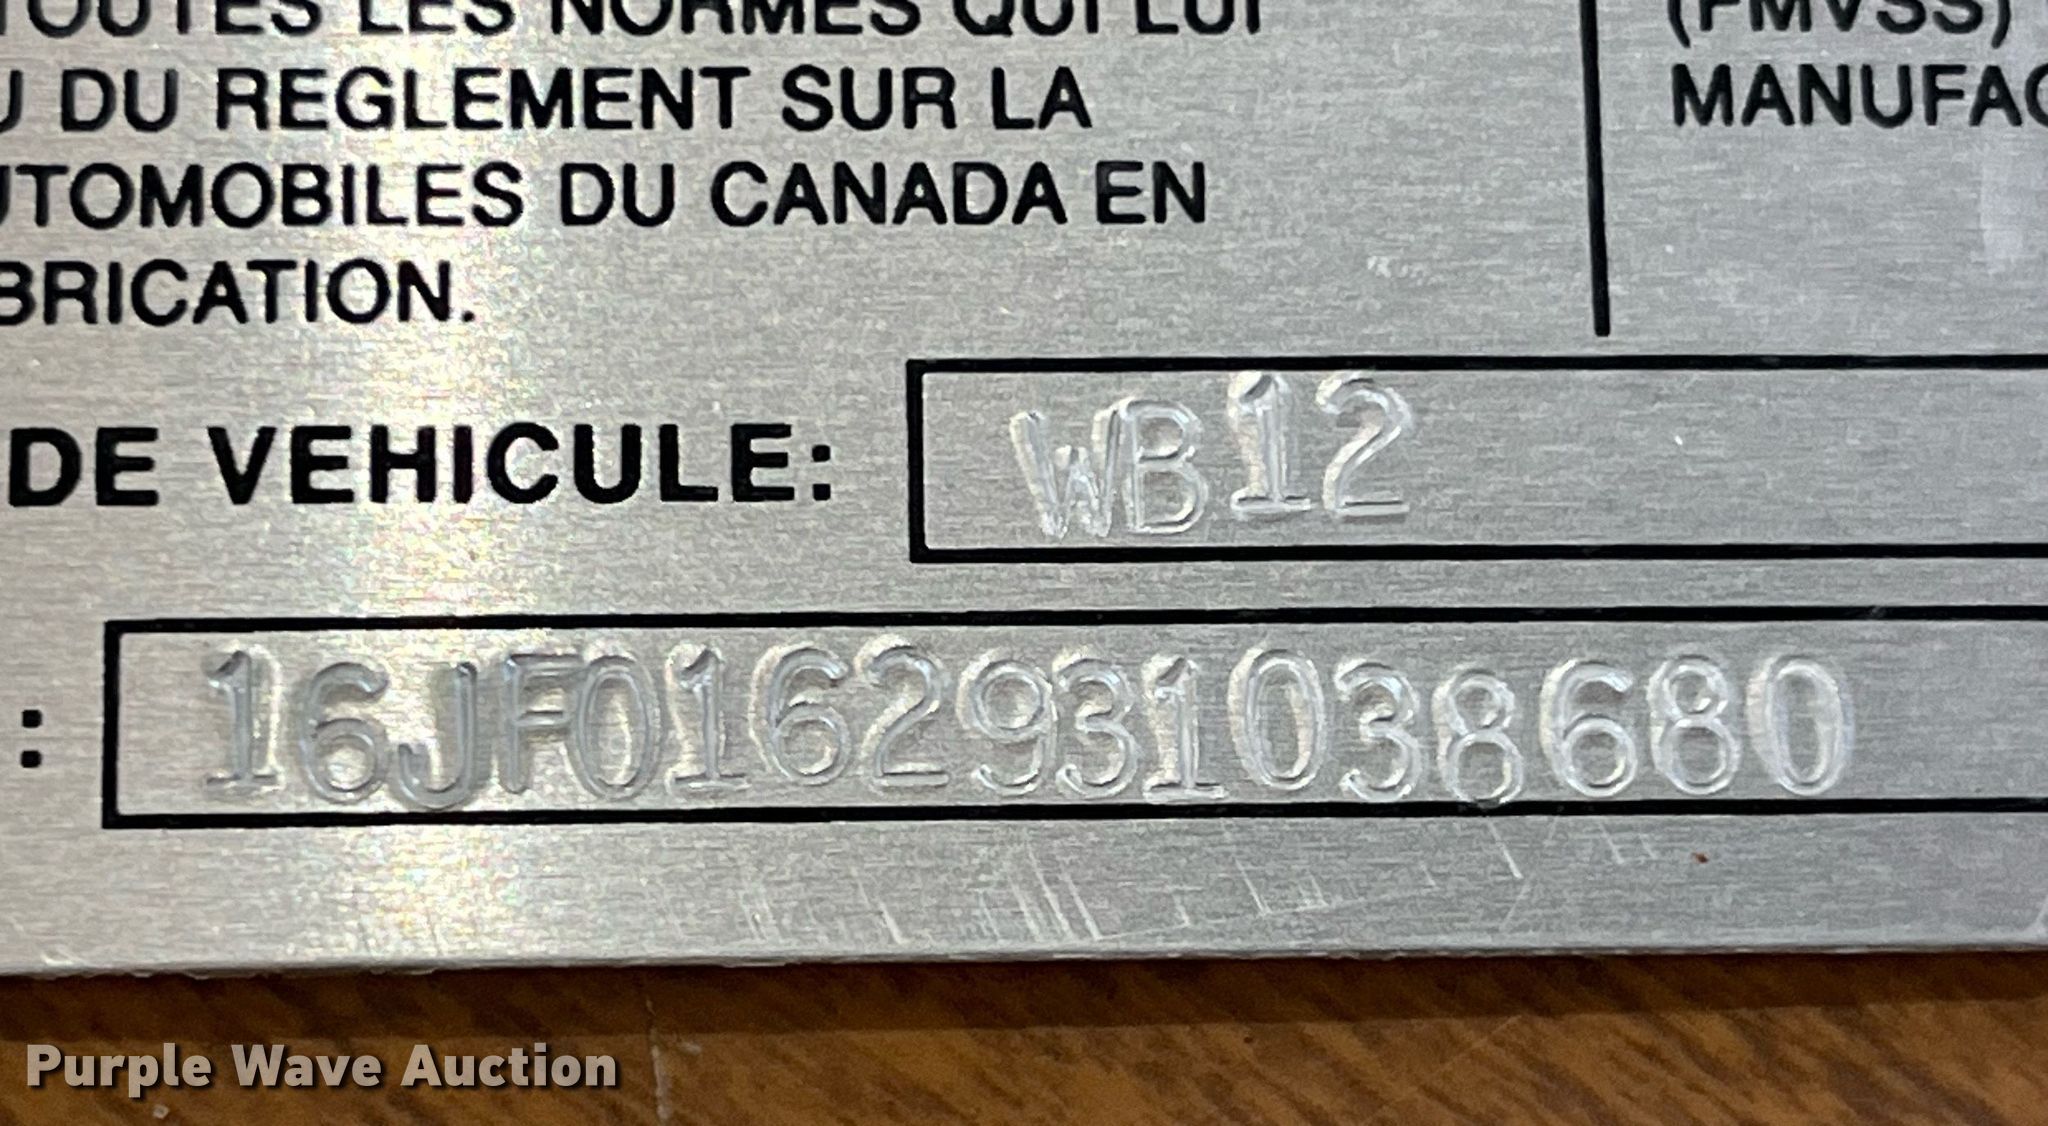 TOUTES LES NORMES QUI LUI
U DU REGLEMENT SUR LA
UTOMOBILES DU CANADA EN
BRICATION.
(FMVSS)
MANUFAC
DE VEHICULE: WB12
: 16JF0162931038680
Purple Wave Auction